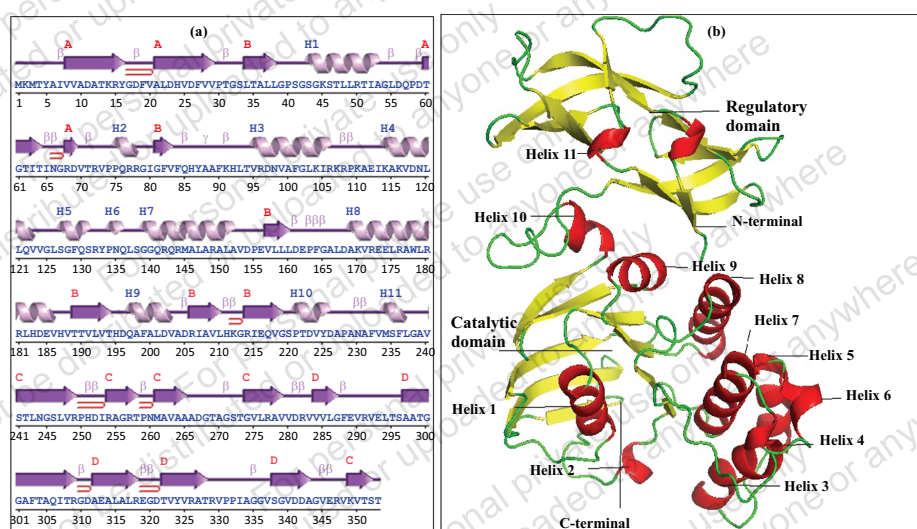 (a)
A β A β B H1 β A
MKMTYAIVVADATKRYGDFVALDHVDFVVPTGSLTALLGPSGSGKSTLLRTIAGLDQPDT
1 5 10 15 20 25 30 35 40 45 50 55 60
ββ A β H2 B β γ β H3 ββ H4
GTITINGRDVTRVPPQRRGIGFVFQHYAAFKHLTVRDNVAFGLKIRKRPKAEIKAKVDNL
61 65 70 75 80 85 90 95 100 105 110 115 120
H5 H6 H7 B β βββ H8
LQVVGLSGFQSRYPNQLSGGQRQRMALARALAVDPEVLLLDEPFGALDAKVREELRAWLR
121 125 130 135 140 145 150 155 160 165 170 175 180
B H9 β B ββ B H10 ββ H11
RLHDEVHVTTVLVTHDQAFALDVADRIAVLHKGRIEQVGSPTDVYDAPANAFVMSFLGAV
181 185 190 195 200 205 210 215 220 225 230 235 240
C ββ C β C C ββ D β D
STLNGSLVRPHDIRAGRTPNMAVAAADGTAGSTGVLRAVVDRVVVLGFEVRVELTSAATG
241 245 250 255 260 265 270 275 280 285 290 295 300
β D ββ D β D ββ C
GAFTAQITRGDAEALALREGDTVYVRATRVPPIAGGVSGVDDAGVERVKVTST
301 305 310 315 320 325 330 335 340 345 350
(b)
Regulatory
domain
Helix 11
N-terminal
Helix 10
Helix 9
Helix 8
Catalytic
domain
Helix 7
Helix 5
Helix 6
Helix 1
Helix 4
Helix 2
Helix 3
C-terminal